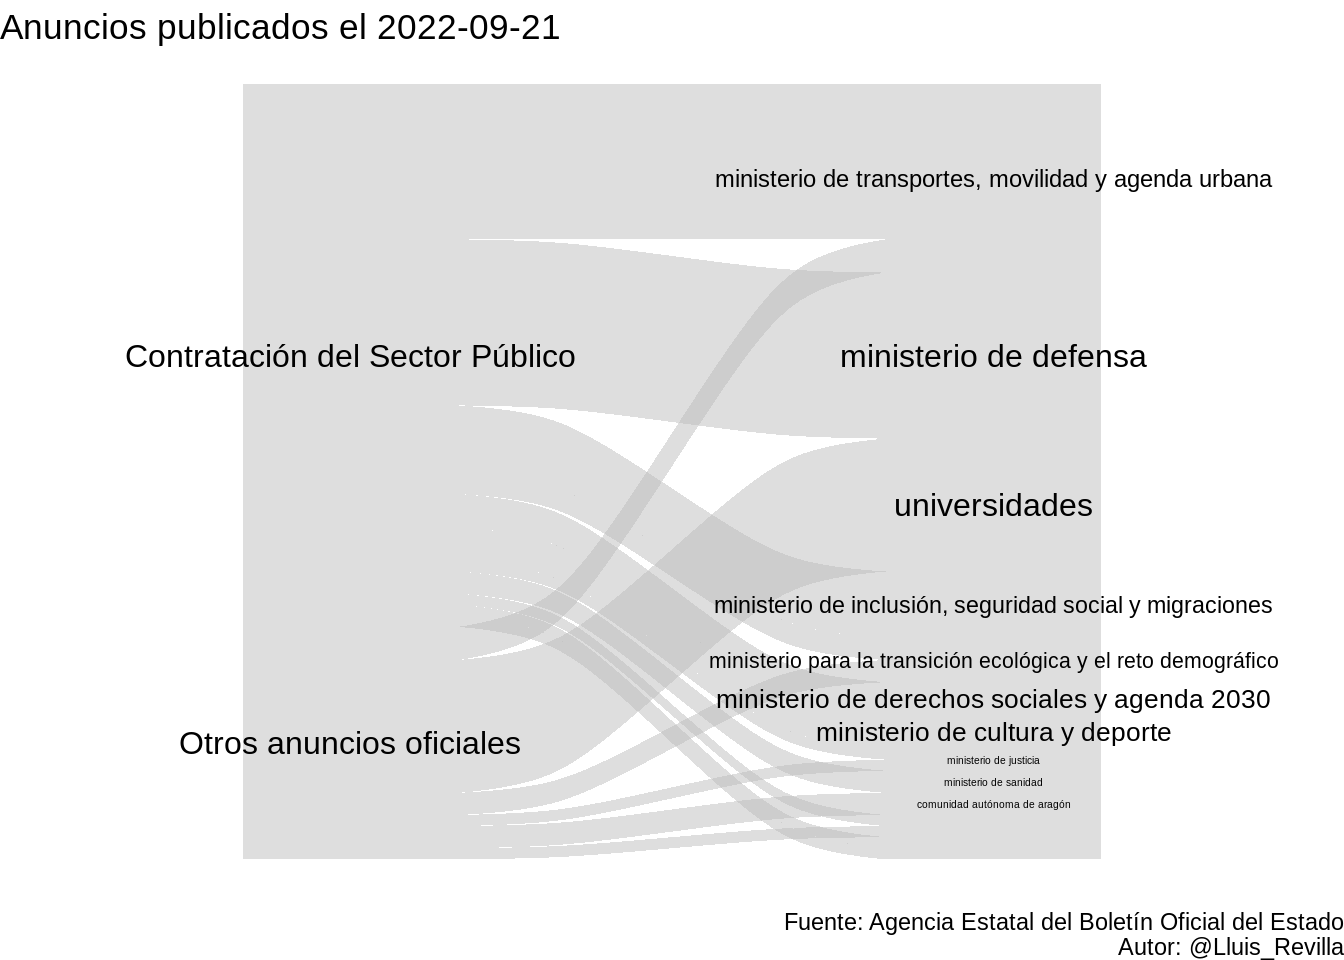 Anuncios publicados el 2022-09-21
ministerio de transportes, movilidad y agenda urbana
Contratación del Sector Público
ministerio de defensa
universidades
ministerio de inclusión, seguridad social y migraciones
ministerio para la transición ecológica y el reto demográfico
ministerio de derechos sociales y agenda 2030
ministerio de cultura y deporte
Otros anuncios oficiales
ministerio de justicia
ministerio de sanidad
comunidad autónoma de aragón
Fuente: Agencia Estatal del Boletín Oficial del Estado
Autor: @Lluis_Revilla